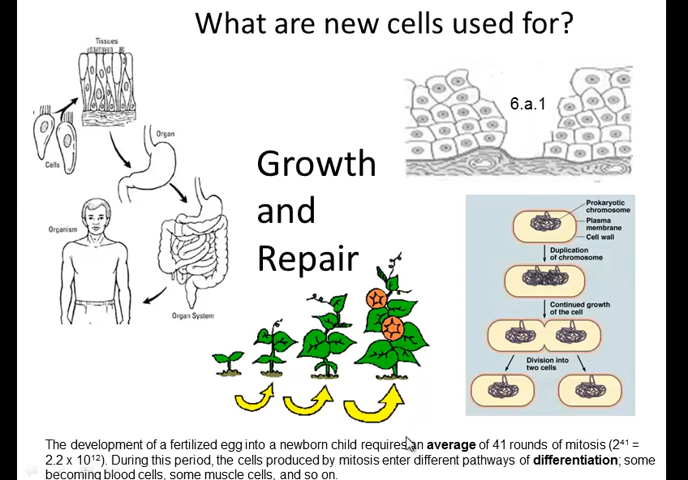 What are new cells used for?
Tissues
Cells
Organ
Organism
Organ System
6.a.1
Growth
and
Repair
Prokaryotic
chromosome
Plasma
membrane
Cell wall
Duplication
of chromosome
Continued growth
of the cell
Division into
two cells
The development of a fertilized egg into a newborn child requires an average of 41 rounds of mitosis (2⁴¹ =
2.2 x 10¹²). During this period, the cells produced by mitosis enter different pathways of differentiation; some
becoming blood cells, some muscle cells, and so on.